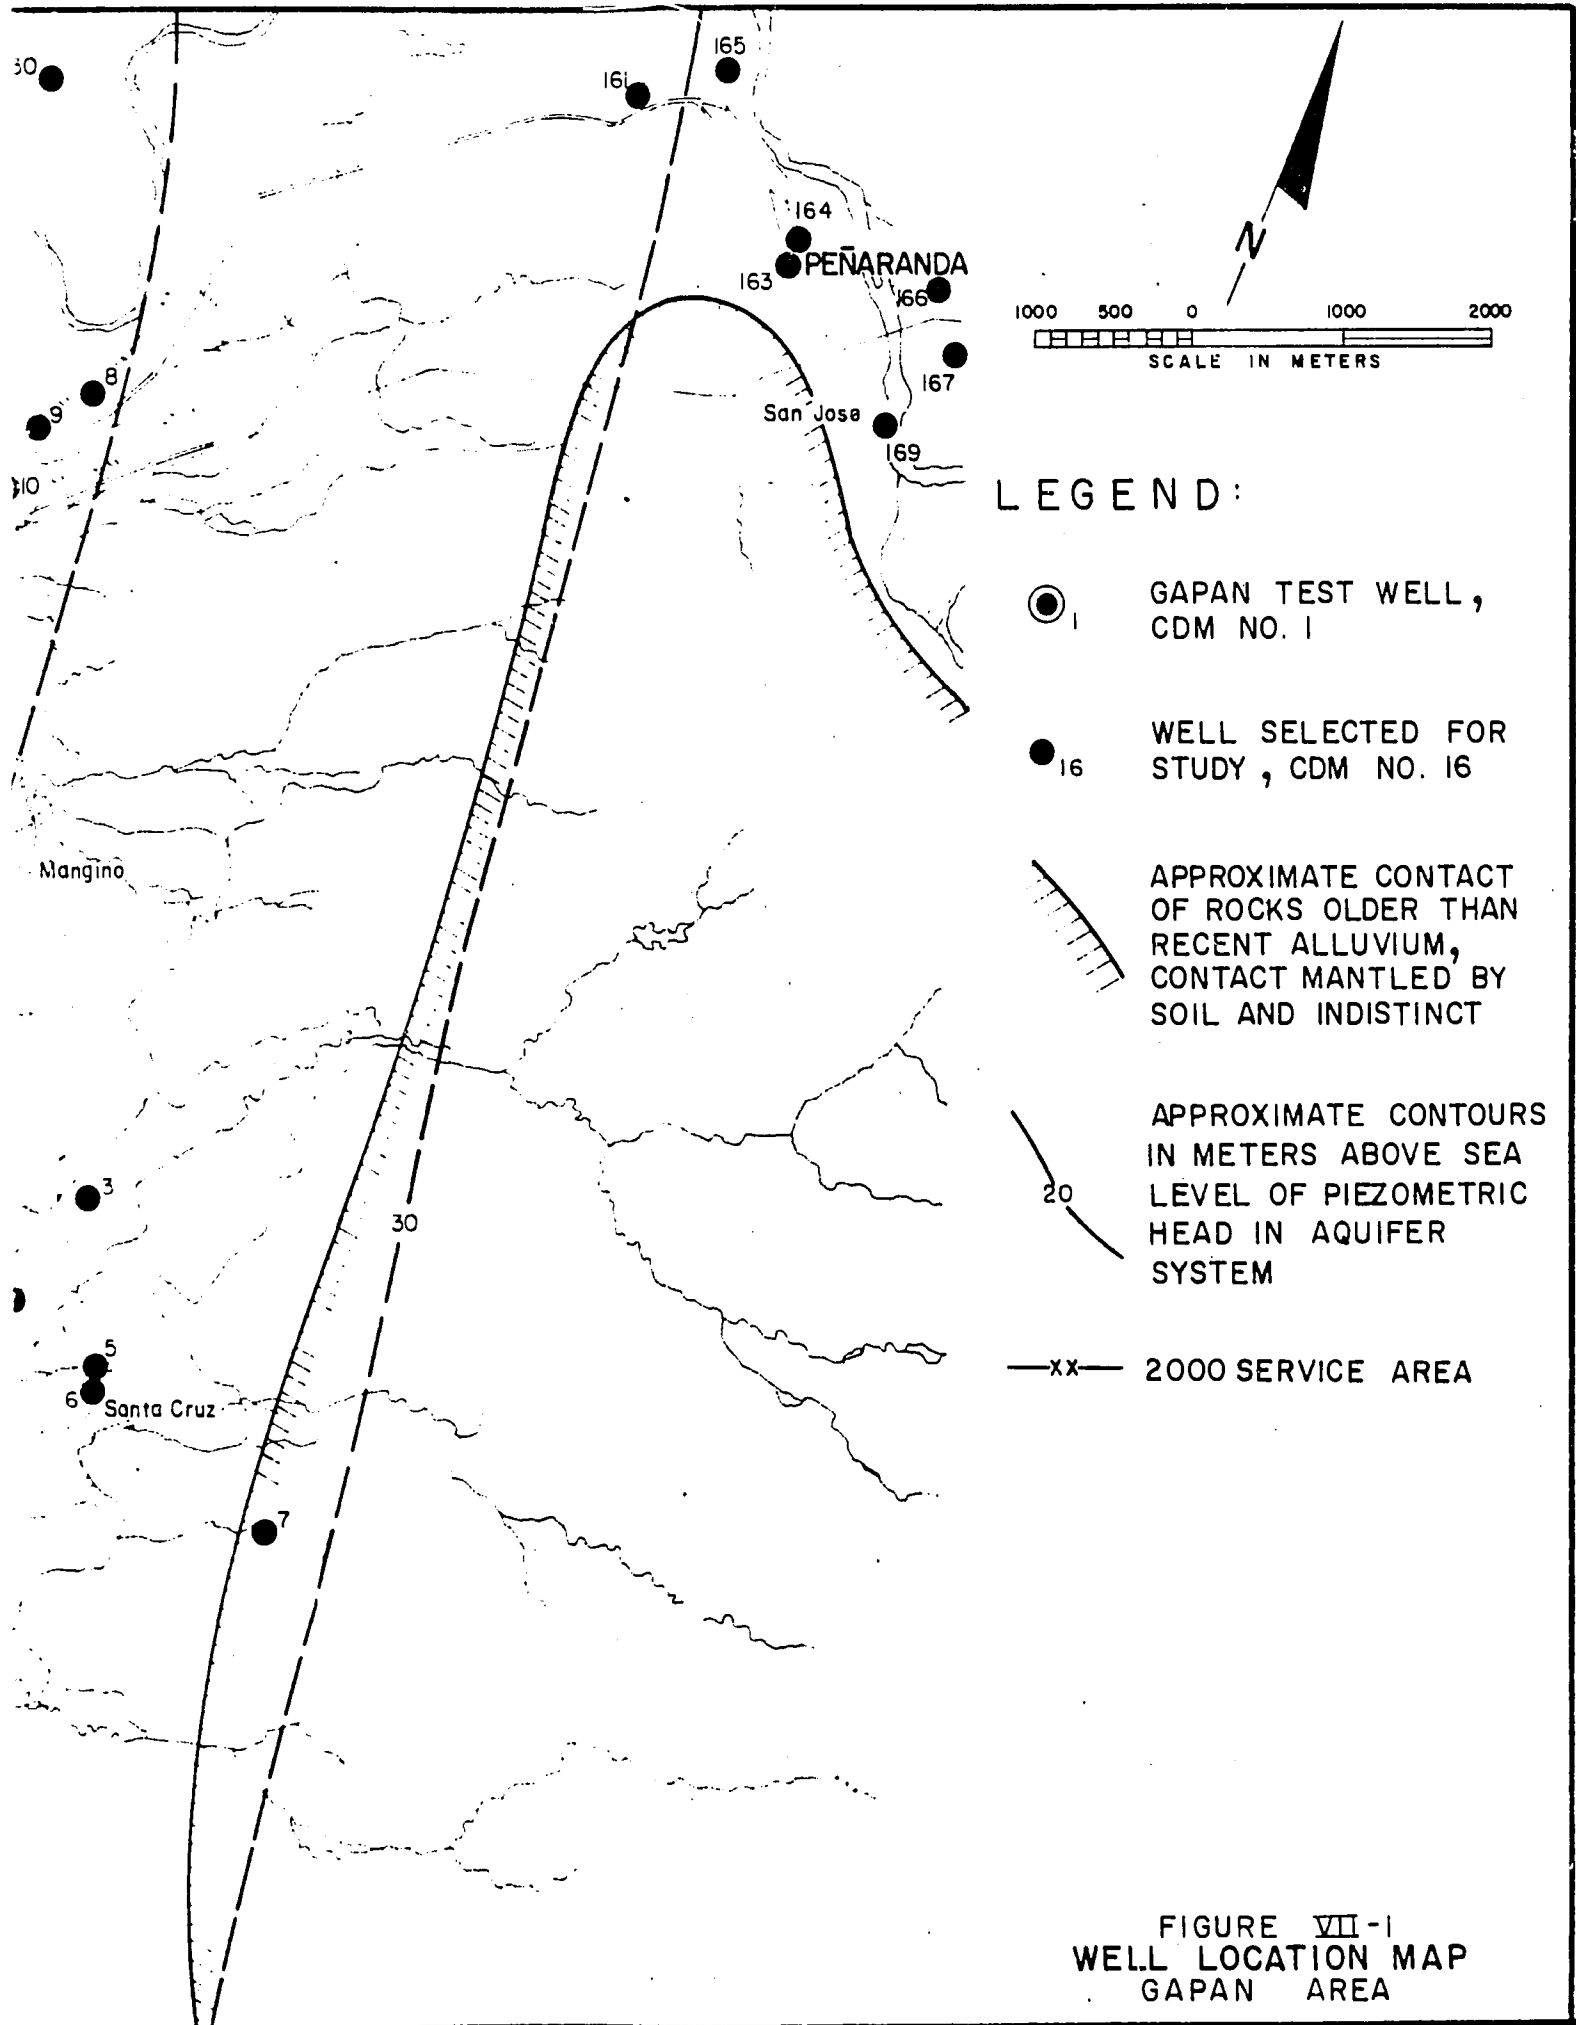 165
161
164
PEÑARANDA
163
166
167
8
9
San Jose
169
10
Mangino
3
30
5
6
Santa Cruz
7
N
1000 500 0 1000 2000
SCALE IN METERS
LEGEND:
1
GAPAN TEST WELL,
CDM NO. 1
16
WELL SELECTED FOR
STUDY, CDM NO. 16
APPROXIMATE CONTACT
OF ROCKS OLDER THAN
RECENT ALLUVIUM,
CONTACT MANTLED BY
SOIL AND INDISTINCT
20
APPROXIMATE CONTOURS
IN METERS ABOVE SEA
LEVEL OF PIEZOMETRIC
HEAD IN AQUIFER
SYSTEM
—xx— 2000 SERVICE AREA
FIGURE VII-1
WELL LOCATION MAP
GAPAN AREA